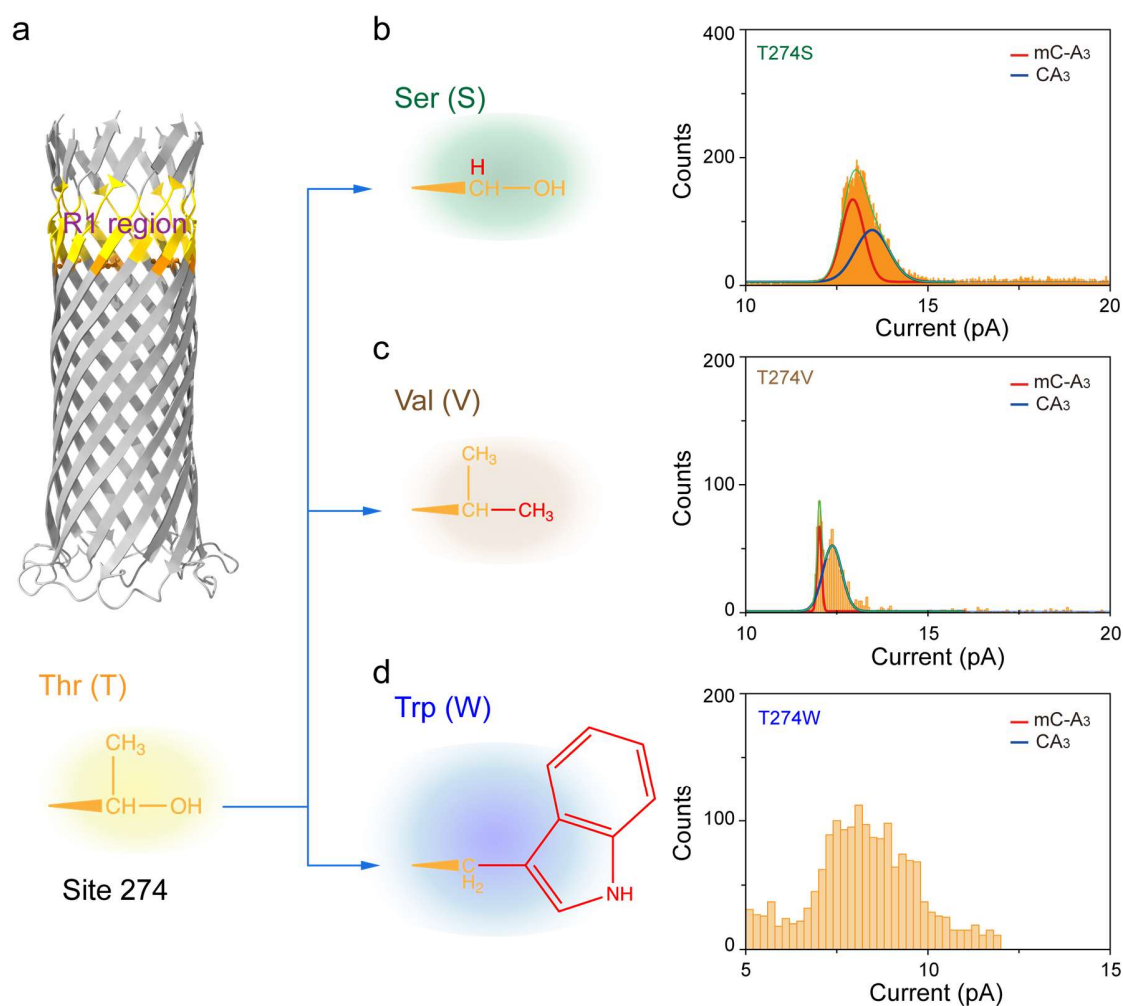 a
R1 region
Thr (T)
CH3
CH
OH
Site 274
b
Ser (S)
H
CH
OH
400
200
0
Counts
T274S
mC-A3
CA3
10
15
20
Current (pA)
c
Val (V)
CH3
CH
CH3
200
100
0
Counts
T274V
mC-A3
CA3
10
15
20
Current (pA)
d
Trp (W)
C
H2
NH
200
100
0
Counts
T274W
mC-A3
CA3
5
10
15
Current (pA)